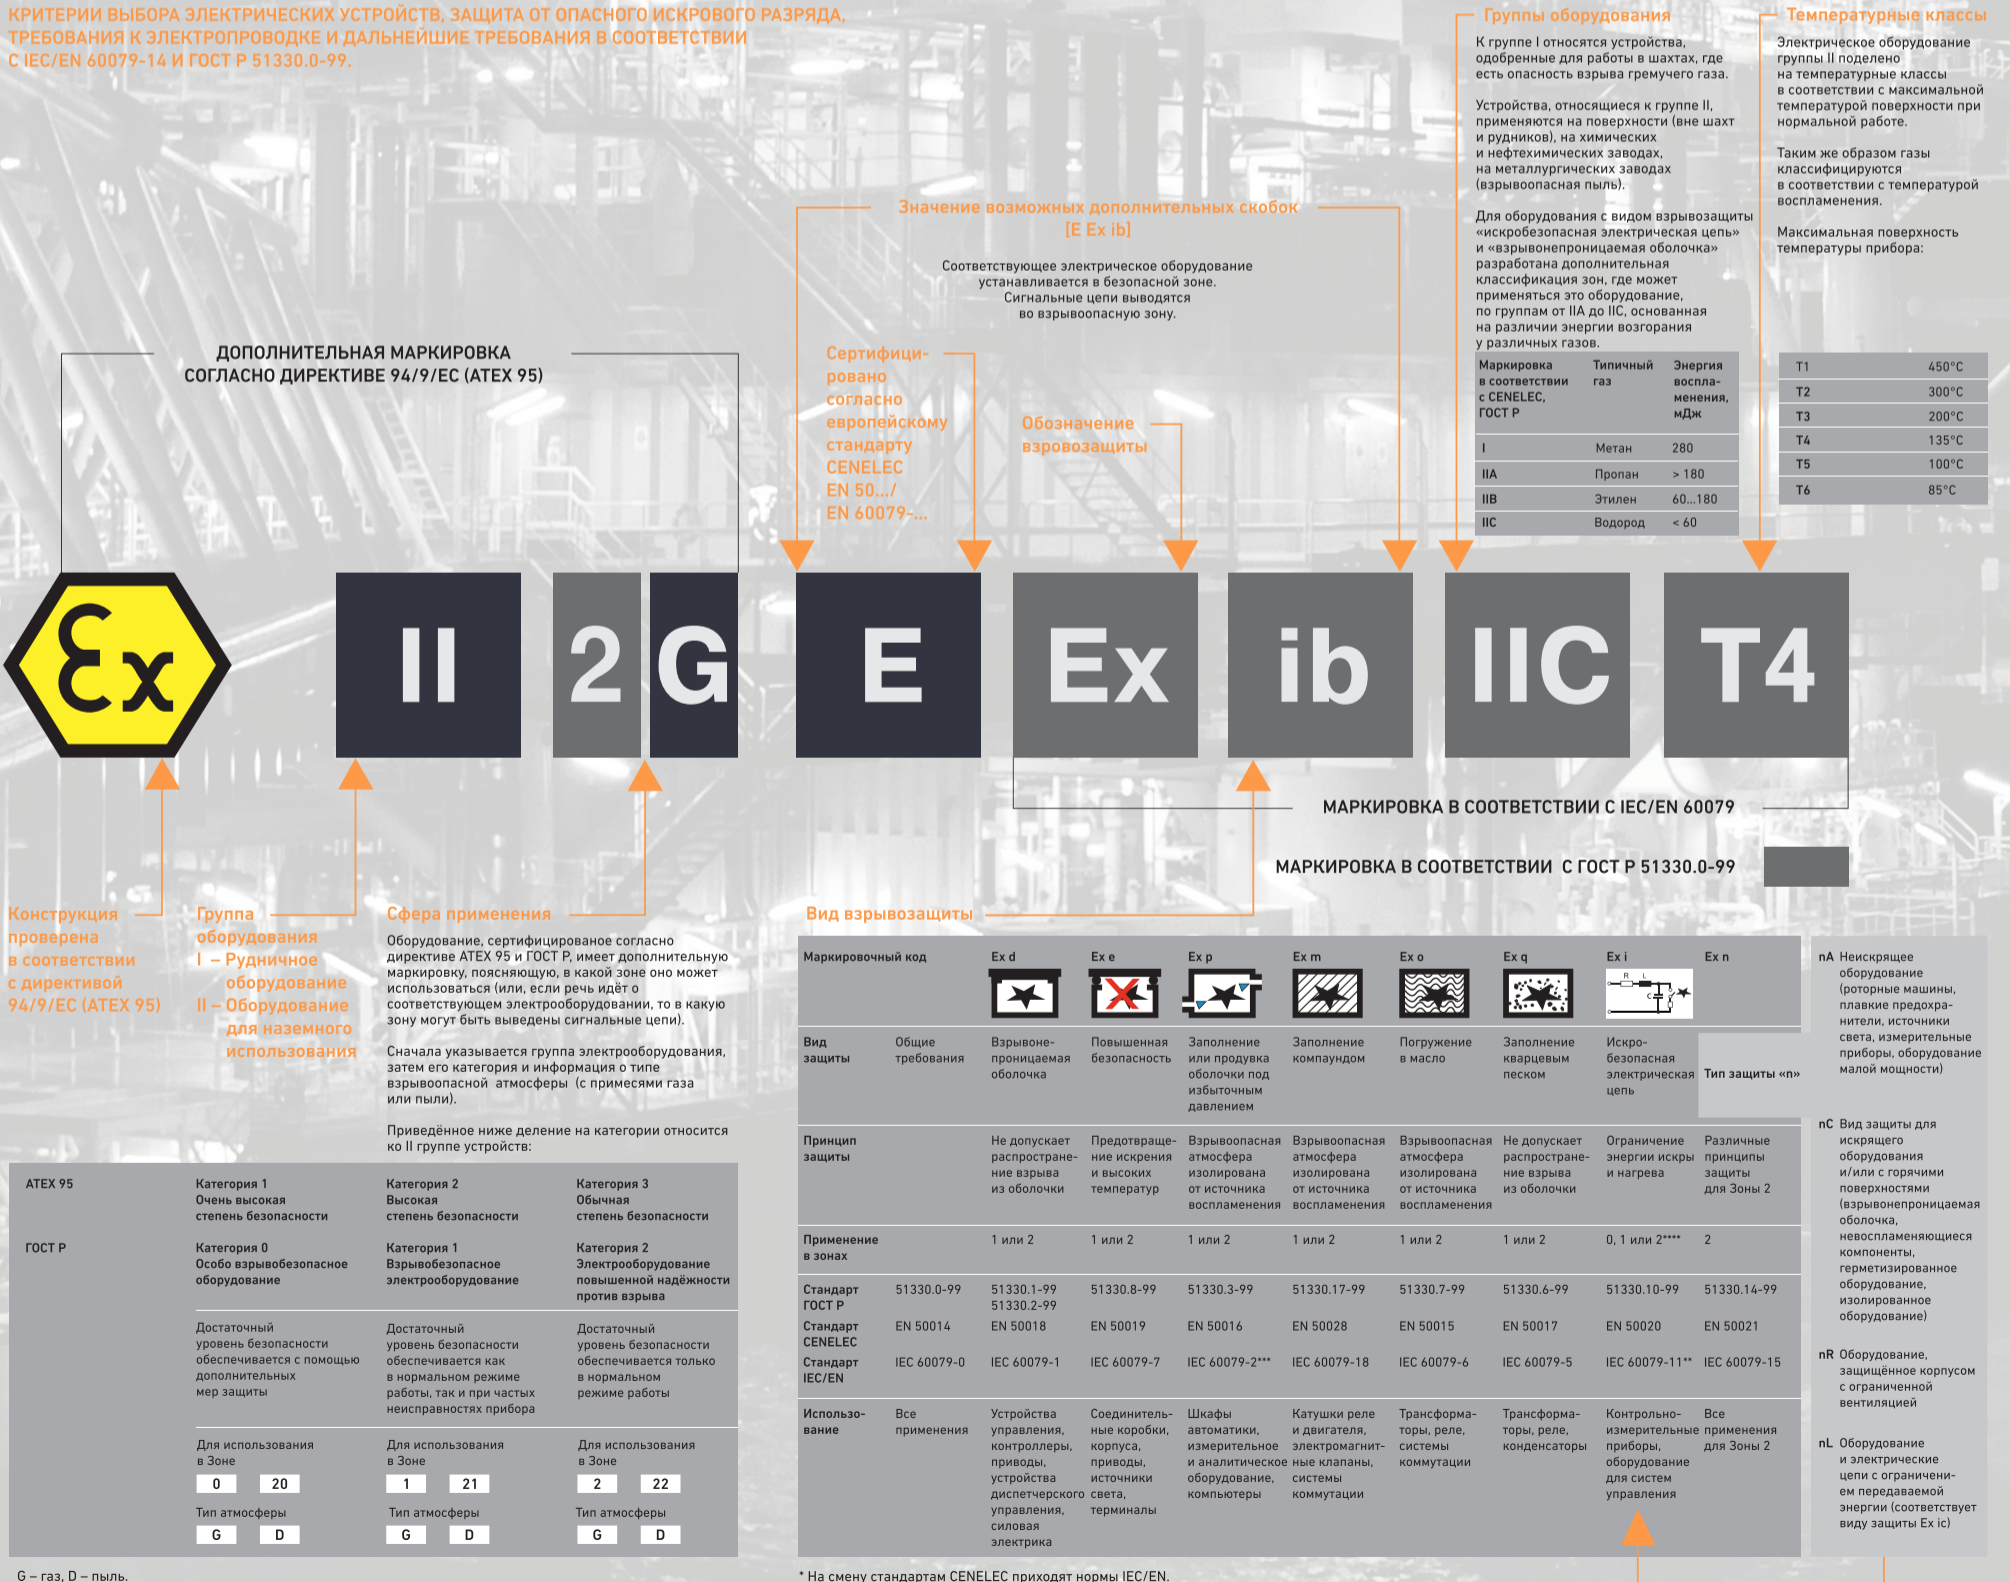 КРИТЕРИИ ВЫБОРА ЭЛЕКТРИЧЕСКИХ УСТРОЙСТВ, ЗАЩИТА ОТ ОПАСНОГО ИСКРОВОГО РАЗРЯДА,
ТРЕБОВАНИЯ К ЭЛЕКТРОПРОВОДКЕ И ДАЛЬНЕЙШИЕ ТРЕБОВАНИЯ В СООТВЕТСТВИИ
С IEC/EN 60079-14 И ГОСТ Р 51330.0-99.
Группы оборудования
К группе I относятся устройства,
одобренные для работы в шахтах, где
есть опасность взрыва гремучего газа.
Устройства, относящиеся к группе II,
применяются на поверхности (вне шахт
и рудников), на химических
и нефтехимических заводах,
на металлургических заводах
(взрывоопасная пыль).
Для оборудования с видом взрывозащиты
«искробезопасная электрическая цепь»
и «взрывонепроницаемая оболочка»
разработана дополнительная
классификация зон, где может
применяться это оборудование,
по группам от IIA до IIC, основанная
на различии энергии возгорания
у различных газов.
Маркировка в соответствии с CENELEC, ГОСТ Р Типичный газ Энергия воспла-менения, мДж
I Метан 280
IIA Пропан > 180
IIB Этилен 60...180
IIC Водород < 60
Температурные классы
Электрическое оборудование
группы II поделено
на температурные классы
в соответствии с максимальной
температурой поверхности при
нормальной работе.
Таким же образом газы
классифицируются
в соответствии с температурой
воспламенения.
Максимальная поверхность
температуры прибора:
T1 450°C
T2 300°C
T3 200°C
T4 135°C
T5 100°C
T6 85°C
Значение возможных дополнительных скобок
[E Ex ib]
Соответствующее электрическое оборудование
устанавливается в безопасной зоне.
Сигнальные цепи выводятся
во взрывоопасную зону.
ДОПОЛНИТЕЛЬНАЯ МАРКИРОВКА
СОГЛАСНО ДИРЕКТИВЕ 94/9/EC (ATEX 95)
Сертифици-
ровано
согласно
европейскому
стандарту
CENELEC
EN 50.../
EN 60079-...
Обозначение
взровозащиты
Ex II 2 G E Ex ib IIC T4
МАРКИРОВКА В СООТВЕТСТВИИ С IEC/EN 60079
МАРКИРОВКА В СООТВЕТСТВИИ С ГОСТ Р 51330.0-99
Конструкция
проверена
в соответствии
с директивой
94/9/EC (ATEX 95)
Группа
оборудования
I – Рудничное
оборудование
II – Оборудование
для наземного
использования
Сфера применения
Оборудование, сертифицированое согласно
директиве ATEX 95 и ГОСТ Р, имеет дополнительную
маркировку, поясняющую, в какой зоне оно может
использоваться (или, если речь идёт о
соответствующем электрооборудовании, то в какую
зону могут быть выведены сигнальные цепи).
Сначала указывается группа электрооборудования,
затем его категория и информация о типе
взрывоопасной атмосферы (с примесями газа
или пыли).
Приведённое ниже деление на категории относится
ко II группе устройств:
ATEX 95
Категория 1
Очень высокая
степень безопасности
Категория 2
Высокая
степень безопасности
Категория 3
Обычная
степень безопасности
ГОСТ Р
Категория 0
Особо взрывобезопасное
оборудование
Категория 1
Взрывобезопасное
электрооборудование
Категория 2
Электрооборудование
повышенной надёжности
против взрыва
Достаточный
уровень безопасности
обеспечивается с помощью
дополнительных
мер защиты
Достаточный
уровень безопасности
обеспечивается как
в нормальном режиме
работы, так и при частых
неисправностях прибора
Достаточный
уровень безопасности
обеспечивается только
в нормальном
режиме работы
Для использования
в Зоне
0 20
Для использования
в Зоне
1 21
Для использования
в Зоне
2 22
Тип атмосферы
G D
Тип атмосферы
G D
Тип атмосферы
G D
G – газ, D – пыль.
Вид взрывозащиты
Маркировочный код Ex d Ex e Ex p Ex m Ex o Ex q Ex i Ex n
R L
C
Вид
защиты
Общие
требования
Взрывоне-
проницаемая
оболочка
Повышенная
безопасность
Заполнение
или продувка
оболочки под
избыточным
давлением
Заполнение
компаундом
Погружение
в масло
Заполнение
кварцевым
песком
Искро-
безопасная
электрическая
цепь
Тип защиты «n»
Принцип
защиты
Не допускает
распростране-
ние взрыва
из оболочки
Предотвраще-
ние искрения
и высоких
температур
Взрывоопасная
атмосфера
изолирована
от источника
воспламенения
Взрывоопасная
атмосфера
изолирована
от источника
воспламенения
Взрывоопасная
атмосфера
изолирована
от источника
воспламенения
Не допускает
распростране-
ние взрыва
из оболочки
Ограничение
энергии искры
и нагрева
Различные
принципы
защиты
для Зоны 2
Применение
в зонах
1 или 2 1 или 2 1 или 2 1 или 2 1 или 2 1 или 2 0, 1 или 2**** 2
Стандарт
ГОСТ Р
51330.0-99 51330.1-99 51330.8-99 51330.3-99 51330.17-99 51330.7-99 51330.6-99 51330.10-99 51330.14-99
51330.2-99
Стандарт
CENELEC
EN 50014 EN 50018 EN 50019 EN 50016 EN 50028 EN 50015 EN 50017 EN 50020 EN 50021
Стандарт
IEC/EN
IEC 60079-0 IEC 60079-1 IEC 60079-7 IEC 60079-2*** IEC 60079-18 IEC 60079-6 IEC 60079-5 IEC 60079-11** IEC 60079-15
Использо-
вание
Все
применения
Устройства
управления,
контроллеры,
приводы,
устройства
диспетчерского
управления,
силовая
электрика
Соединитель-
ные коробки,
корпуса,
приводы,
источники
света,
терминалы
Шкафы
автоматики,
измерительное
и аналитическое
оборудование,
компьютеры
Катушки реле
и двигателя,
электромагнит-
ные клапаны,
системы
коммутации
Трансформа-
торы, реле,
системы
коммутации
Трансформа-
торы, реле,
конденсаторы
Контрольно-
измерительные
приборы,
оборудование
для систем
управления
Все
применения
для Зоны 2
nA Неискрящее
оборудование
(роторные машины,
плавкие предохра-
нители, источники
света, измерительные
приборы, оборудование
малой мощности)
nC Вид защиты для
искрящего
оборудования
и/или с горячими
поверхностями
(взрывонепроницаемая
оболочка,
невоспламеняющиеся
компоненты,
герметизированное
оборудование,
изолированное
оборудование)
nR Оборудование,
защищённое корпусом
с ограниченной
вентиляцией
nL Оборудование
и электрические
цепи с ограничени-
ем передаваемой
энергии (соответствует
виду защиты Ex ic)
* На смену стандартам CENELEC приходят нормы IEC/EN.